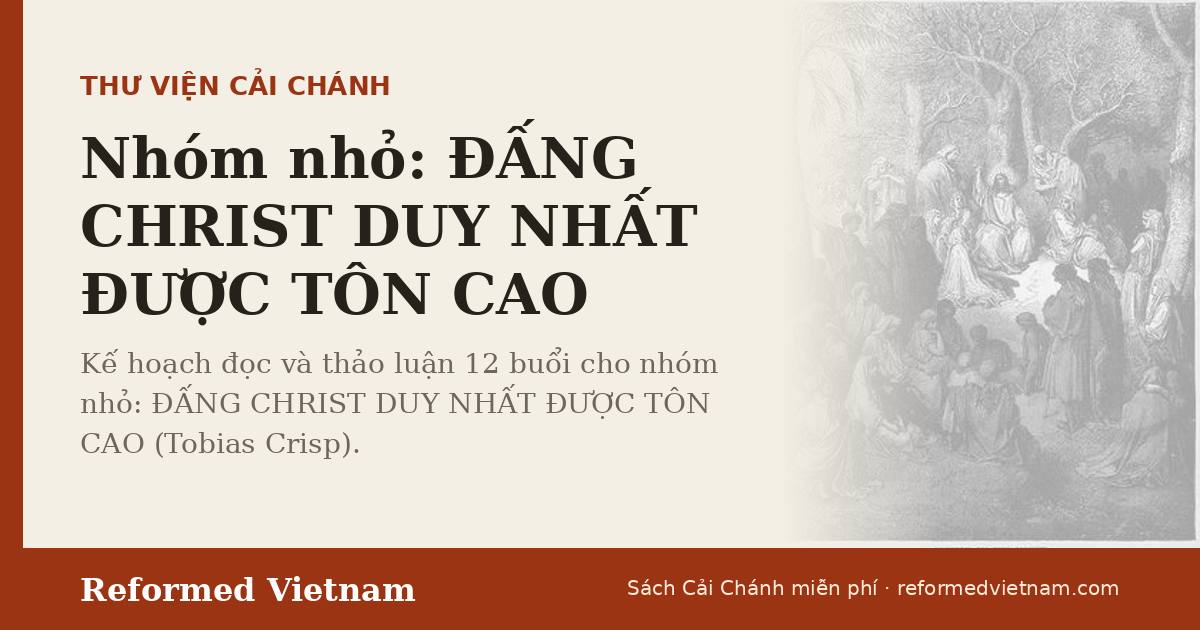 THƯ VIỆN CẢI CHÁNH
Nhóm nhỏ: ĐẤNG
CHRIST DUY NHẤT
ĐƯỢC TÔN CAO
Kế hoạch đọc và thảo luận 12 buổi cho nhóm
nhỏ: ĐẤNG CHRIST DUY NHẤT ĐƯỢC TÔN
CAO (Tobias Crisp).
Reformed Vietnam
Sách Cải Chánh miễn phí · reformedvietnam.com